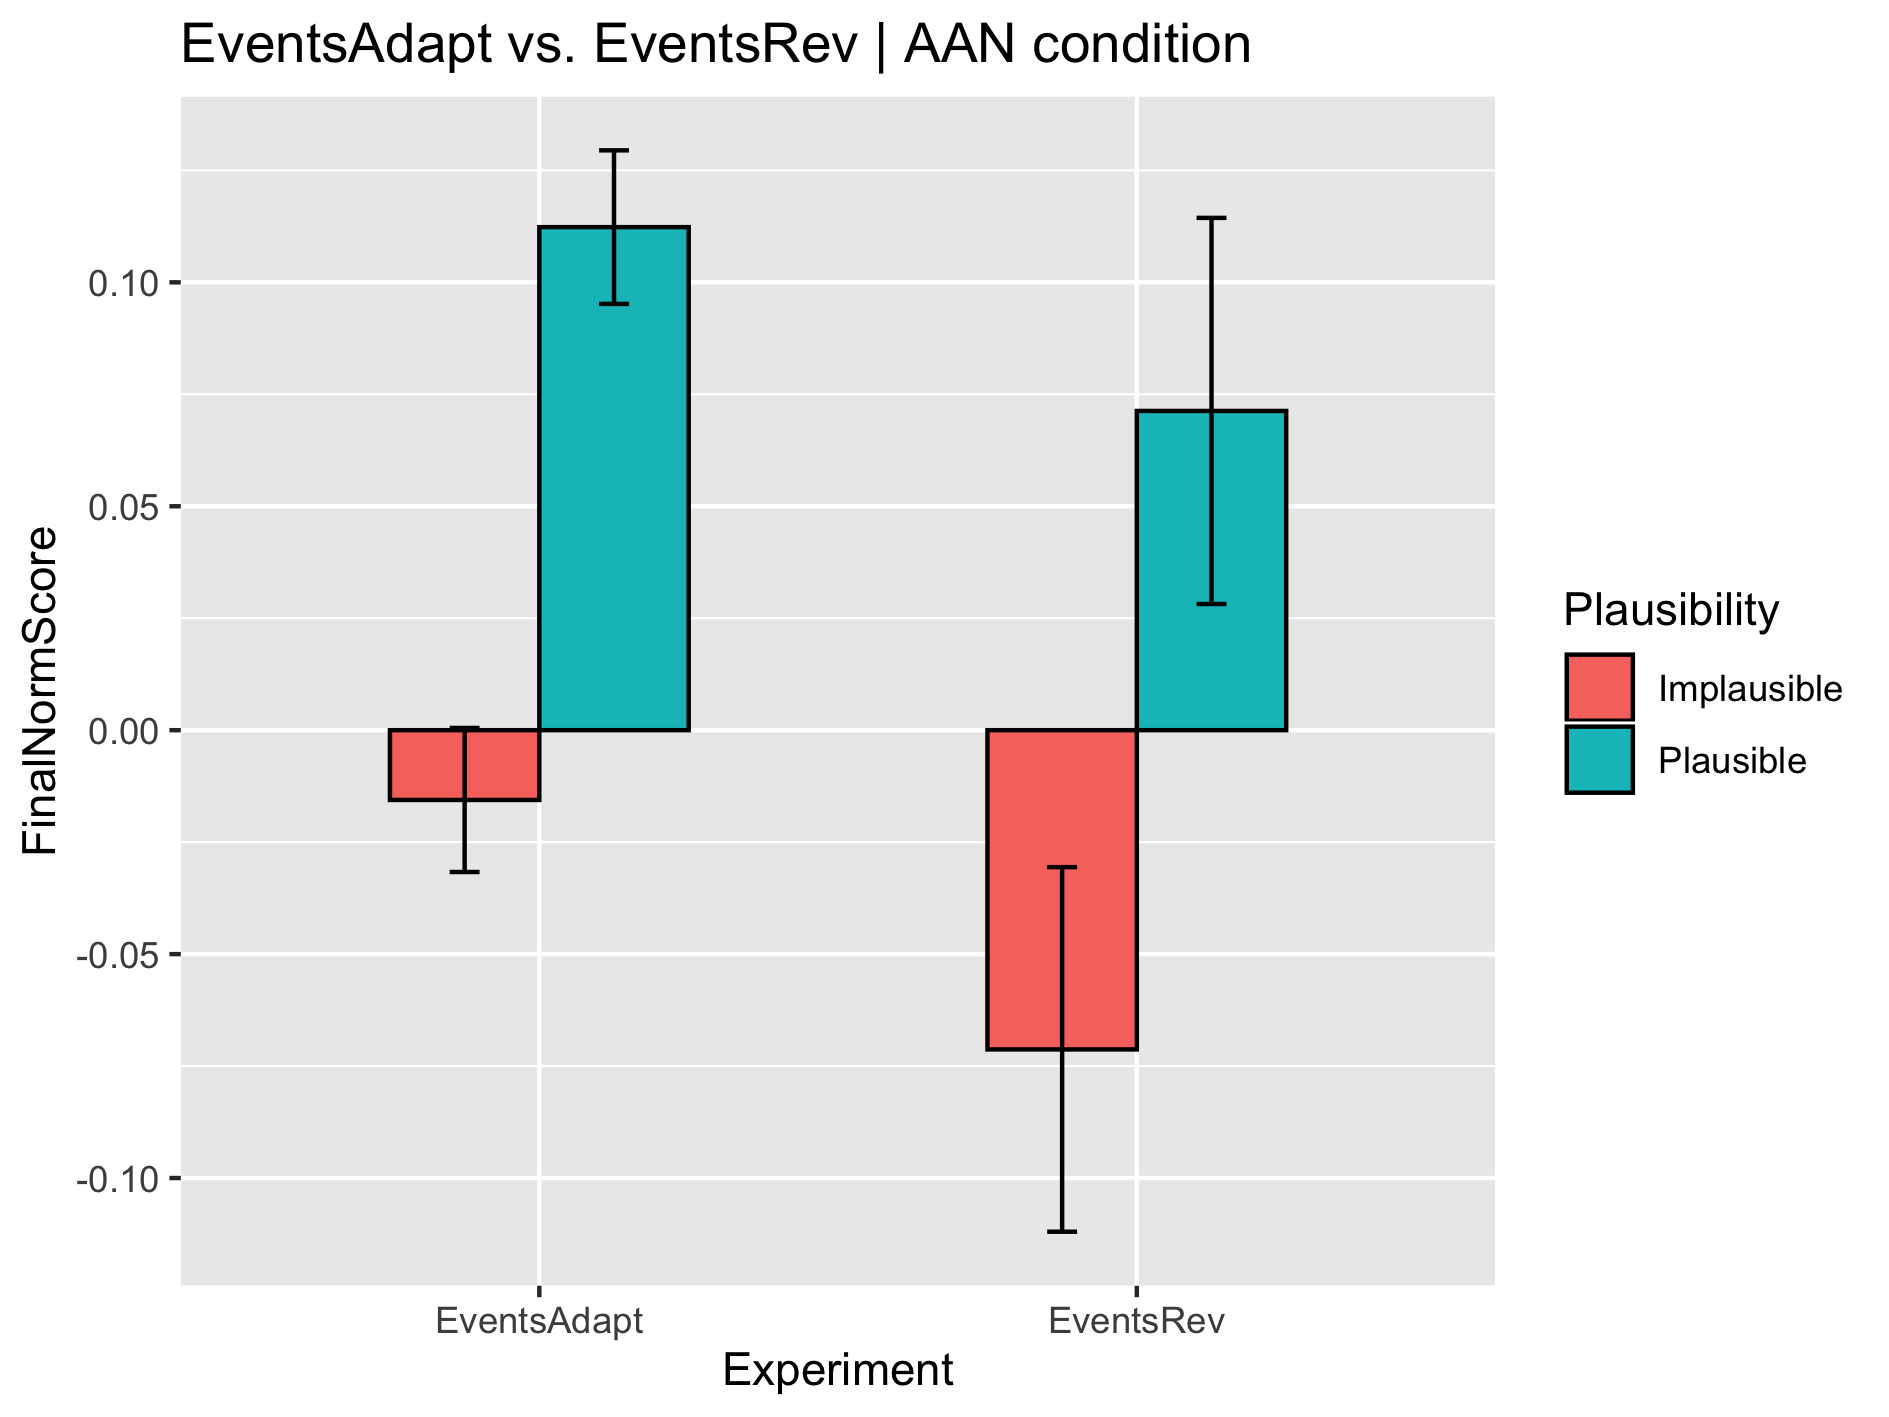 EventsAdapt vs. EventsRev | AAN condition
FinalNormScore
0.10
0.05
0.00
-0.05
-0.10
EventsAdapt
EventsRev
Experiment
Plausibility
Implausible
Plausible